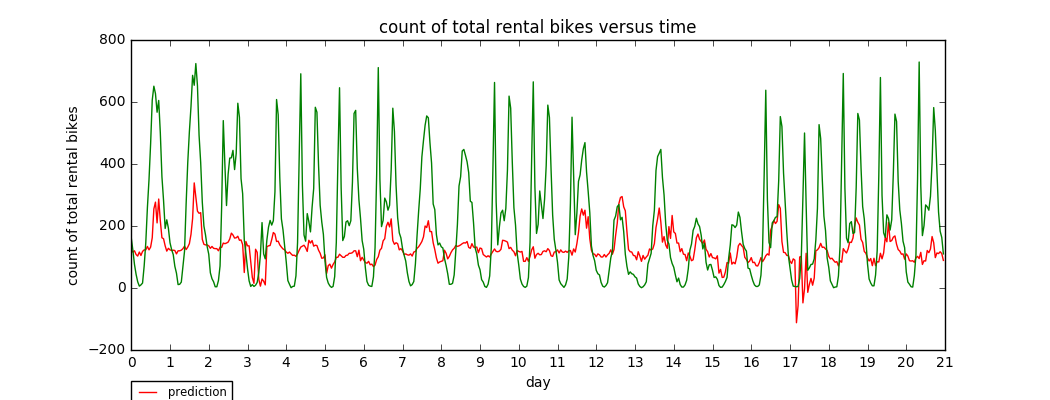 count of total rental bikes versus time
count of total rental bikes
800
600
400
200
0
−200
0 1 2 3 4 5 6 7 8 9 10 11 12 13 14 15 16 17 18 19 20 21
day
prediction